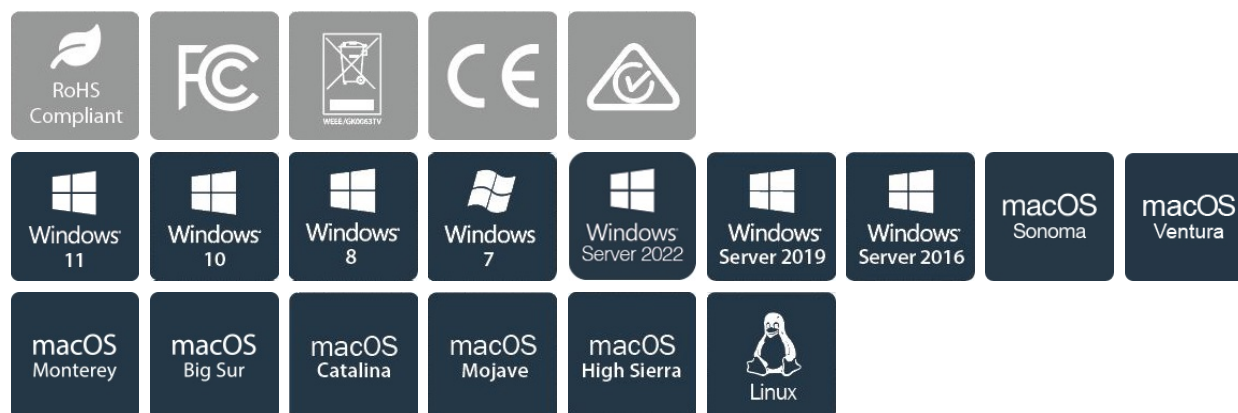 RoHS
Compliant
FC
WEEE/GK0063TV
CE
Windows
11
Windows
10
Windows
8
Windows
7
Windows
Server 2022
Windows
Server 2019
Windows
Server 2016
macOS
Sonoma
macOS
Ventura
macOS
Monterey
macOS
Big Sur
macOS
Catalina
macOS
Mojave
macOS
High Sierra
Linux